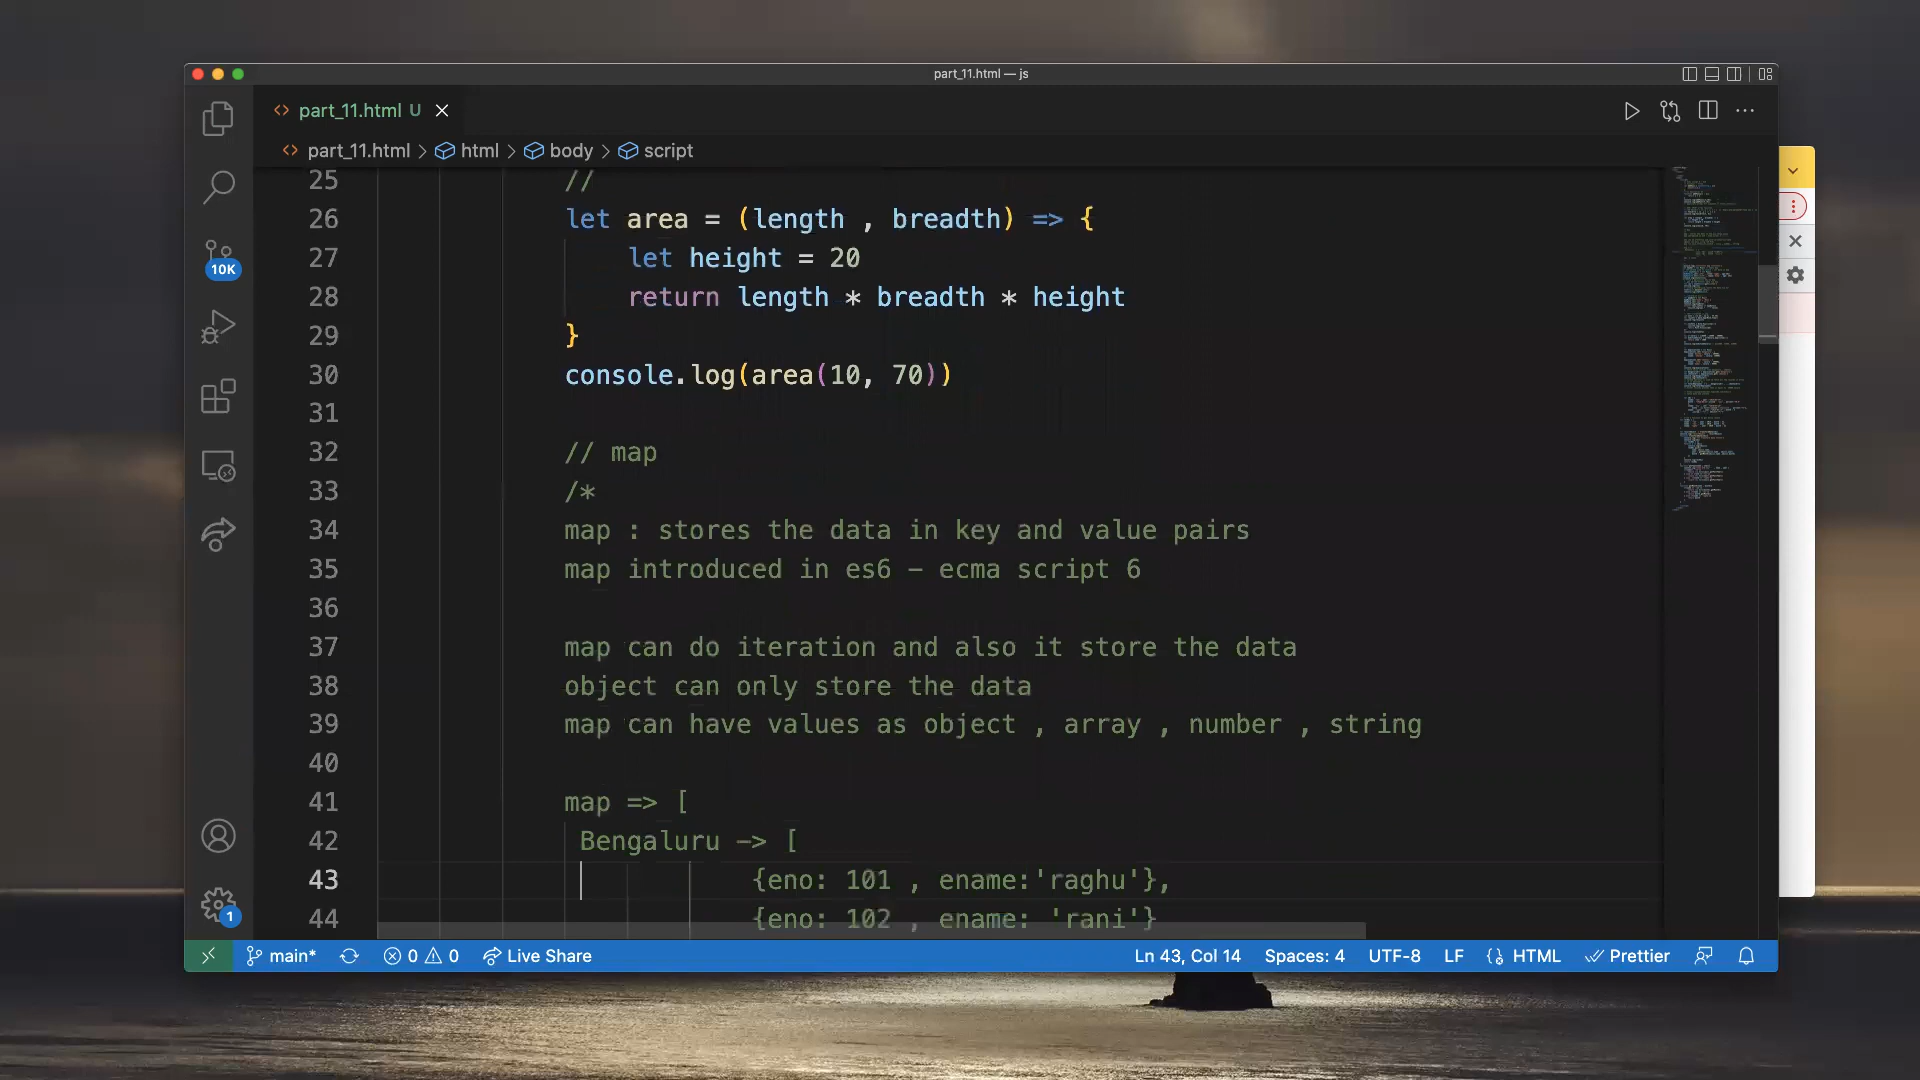 part_11.html — js
part_11.html U
part_11.html > html > body > script
25 //
26 let area = (length , breadth) => {
27 let height = 20
28 return length * breadth * height
29 }
30 console.log(area(10, 70))
31
32 // map
33 /*
34 map : stores the data in key and value pairs
35 map introduced in es6 - ecma script 6
36
37 map can do iteration and also it store the data
38 object can only store the data
39 map can have values as object , array , number , string
40
41 map => [
42 Bengaluru -> [
43 {eno: 101 , ename:'raghu'},
44 {eno: 102 , ename: 'rani'}
10K
1
main* 0 0 Live Share Ln 43, Col 14 Spaces: 4 UTF-8 LF HTML Prettier